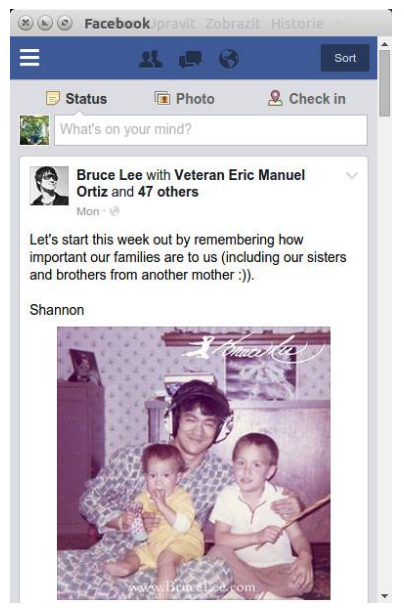 Facebook Upravit Zobrazit Historie
Sort
Status Photo Check in
What's on your mind?
Bruce Lee with Veteran Eric Manuel
Ortiz and 47 others
Mon ·
Let's start this week out by remembering how
important our families are to us (including our sisters
and brothers from another mother :)).
Shannon
Bruce Lee
www.BruceLee.com